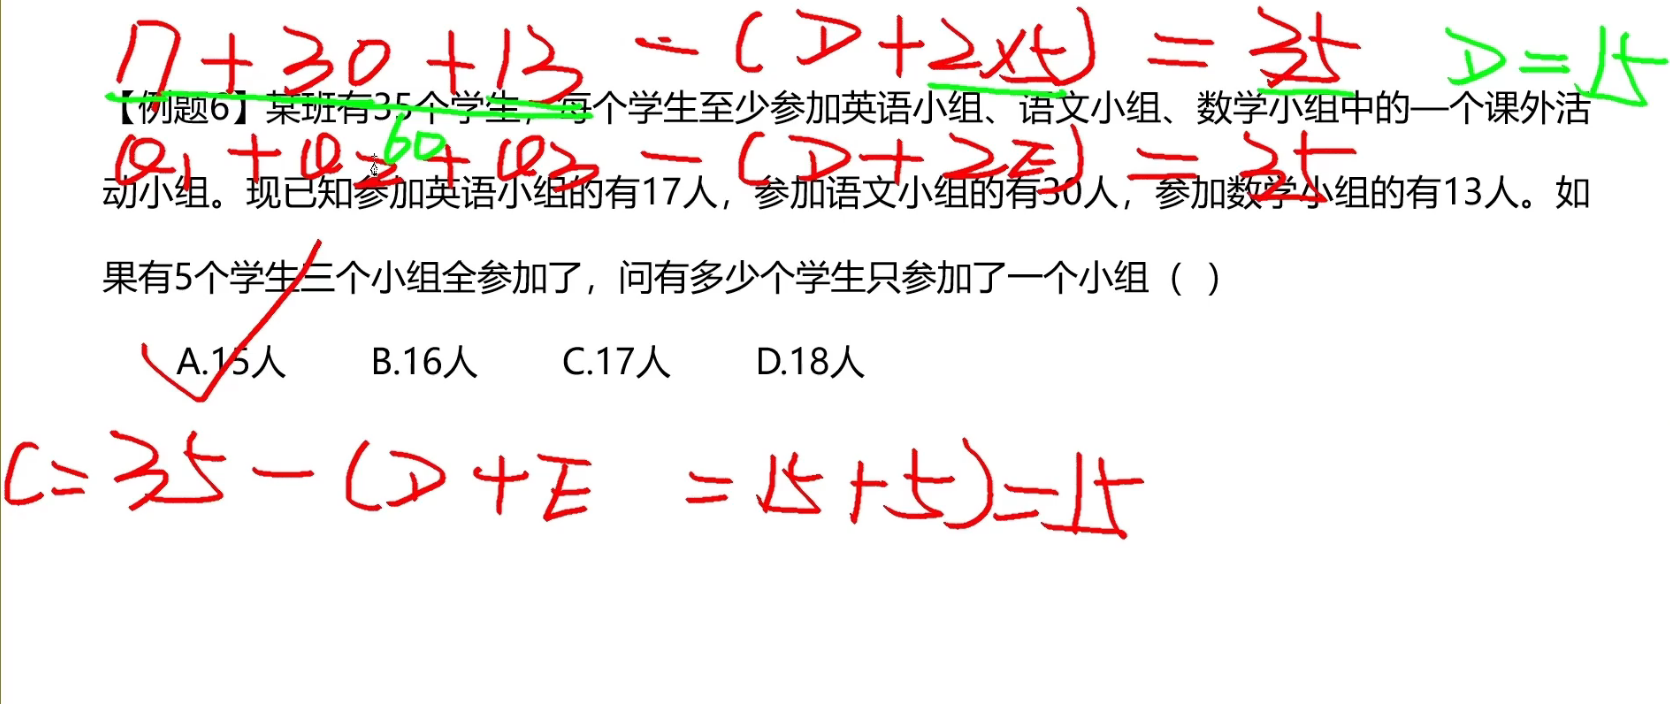 17+30+13-(D+2×5)=35 D=15
【例题6】某班有35个学生，每个学生至少参加英语小组、语文小组、数学小组中的一个课外活
60
①1+①2+①3-(D+2E)=35
动小组。现已知参加英语小组的有17人，参加语文小组的有30人，参加数学小组的有13人。如
果有5个学生三个小组全参加了，问有多少个学生只参加了一个小组（ ）
A.15人 B.16人 C.17人 D.18人
C=35-(D+E =15+5)=15